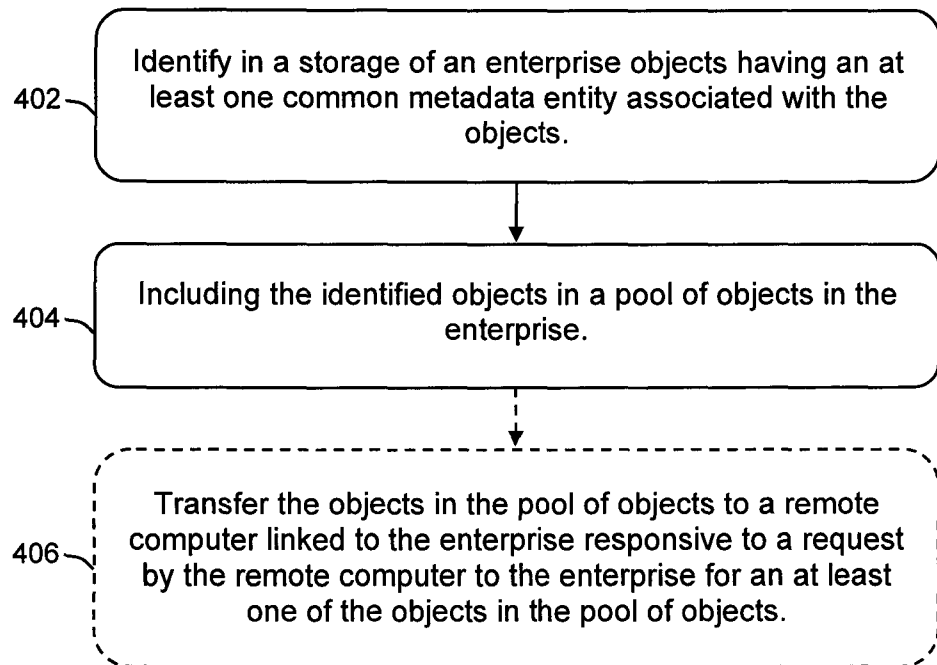 402
Identify in a storage of an enterprise objects having an at
least one common metadata entity associated with the
objects.
404
Including the identified objects in a pool of objects in the
enterprise.
406
Transfer the objects in the pool of objects to a remote
computer linked to the enterprise responsive to a request
by the remote computer to the enterprise for an at least
one of the objects in the pool of objects.